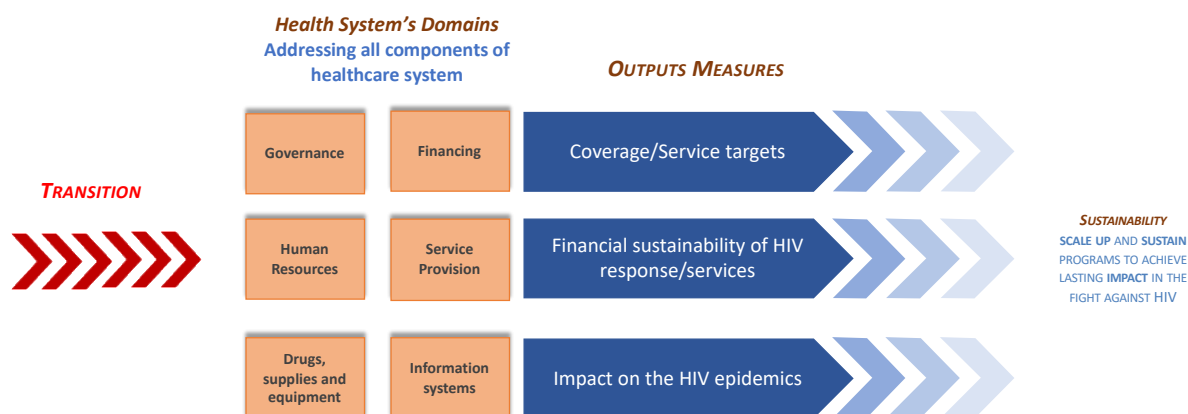 Health System’s Domains
Addressing all components of
healthcare system
OUTPUTS MEASURES
Governance
Financing
Coverage/Service targets
TRANSITION
Human
Resources
Service
Provision
Financial sustainability of HIV
response/services
SUSTAINABILITY
SCALE UP AND SUSTAIN
PROGRAMS TO ACHIEVE
LASTING IMPACT IN THE
FIGHT AGAINST HIV
Drugs,
supplies and
equipment
Information
systems
Impact on the HIV epidemics